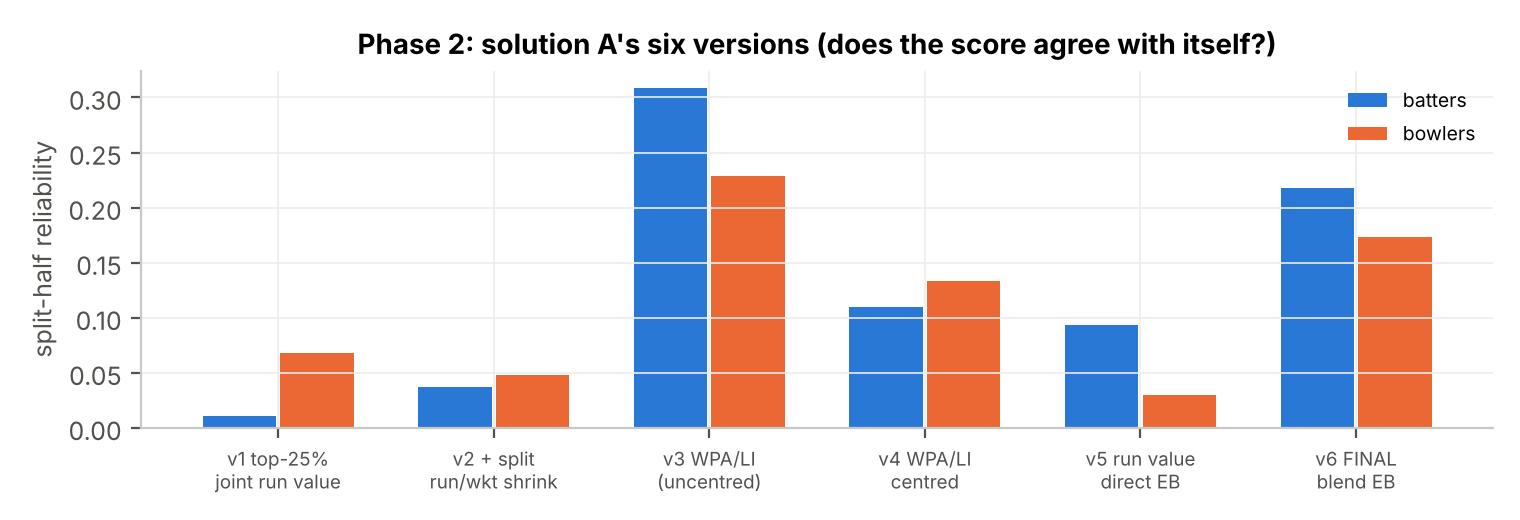 Phase 2: solution A's six versions (does the score agree with itself?)
split-half reliability
0.30
0.25
0.20
0.15
0.10
0.05
0.00
batters
bowlers
v1 top-25%
joint run value
v2 + split
run/wkt shrink
v3 WPA/LI
(uncentred)
v4 WPA/LI
centred
v5 run value
direct EB
v6 FINAL
blend EB